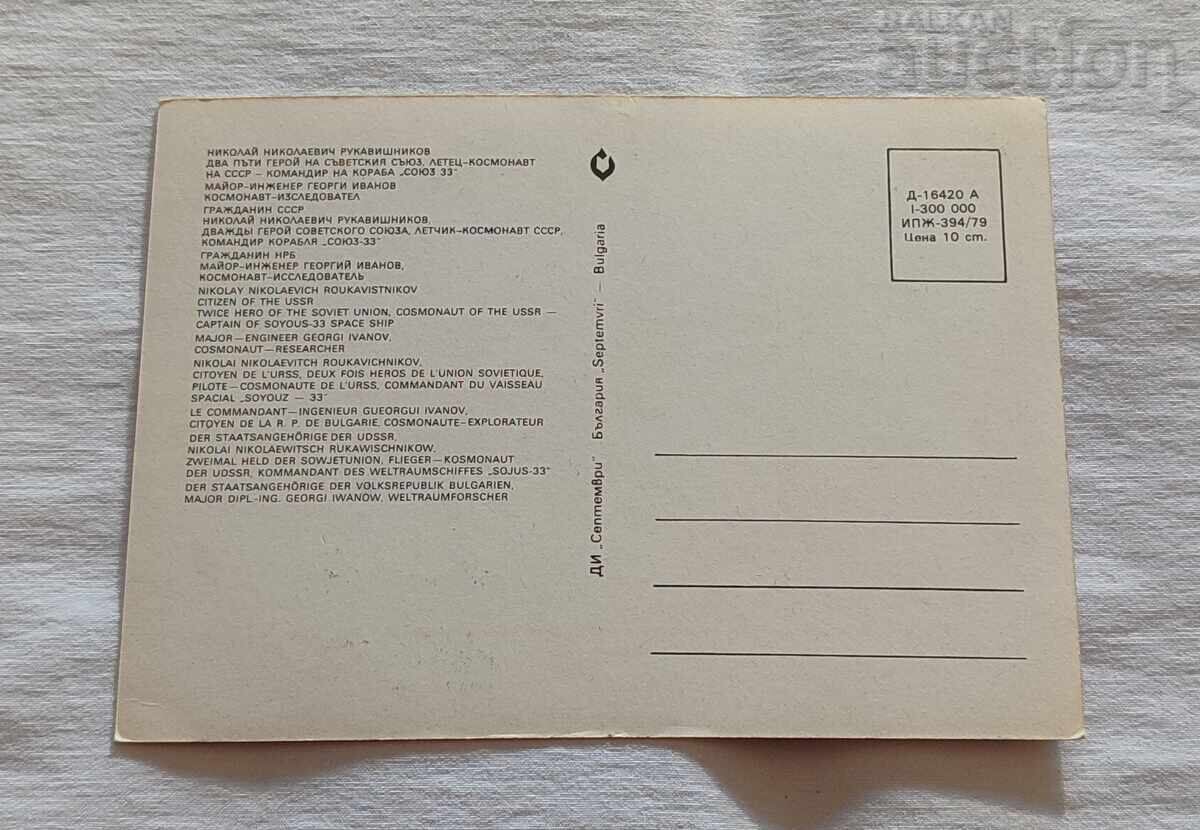 НИКОЛАЙ НИКОЛАЕВИЧ РУКАВИШНИКОВ
ДВА ПЪТИ ГЕРОЙ НА СЪВЕТСКИЯ СЪЮЗ, ЛЕТЕЦ-КОСМОНАВТ
НА СССР – КОМАНДИР НА КОРАБА „СОЮЗ 33"
МАЙОР-ИНЖЕНЕР ГЕОРГИ ИВАНОВ
КОСМОНАВТ-ИЗСЛЕДОВАТЕЛ
ГРАЖДАНИН СССР
НИКОЛАЙ НИКОЛАЕВИЧ РУКАВИШНИКОВ,
ДВАЖДЫ ГЕРОЙ СОВЕТСКОГО СОЮЗА, ЛЕТЧИК-КОСМОНАВТ СССР,
КОМАНДИР КОРАБЛЯ „СОЮЗ-33"
ГРАЖДАНИН НРБ
МАЙОР-ИНЖЕНЕР ГЕОРГИЙ ИВАНОВ,
КОСМОНАВТ-ИССЛЕДОВАТЕЛЬ
NIKOLAY NIKOLAEVICH ROUKAVISTNIKOV
CITIZEN OF THE USSR
TWICE HERO OF THE SOVIET UNION, COSMONAUT OF THE USSR —
CAPTAIN OF SOYOUS-33 SPACE SHIP
MAJOR—ENGINEER GEORGI IVANOV,
COSMONAUT—RESEARCHER
NIKOLAI NIKOLAEVITCH ROUKAVICHNIKOV,
CITOYEN DE L'URSS, DEUX FOIS HEROS DE L'UNION SOVIETIQUE,
PILOTE—COSMONAUTE DE L'URSS, COMMANDANT DU VAISSEAU
SPACIAL „SOYOUZ — 33"
LE COMMANDANT—INGENIEUR GUEORGUI IVANOV,
CITOYEN DE LA R. P. DE BULGARIE, COSMONAUTE-EXPLORATEUR
DER STAATSANGEHÖRIGE DER UDSSR,
NIKOLAI NIKOLAEWITSCH RUKAWISCHNIKOW,
ZWEIMAL HELD DER SOWJETUNION, FLIEGER—KOSMONAUT
DER UDSSR, KOMMANDANT DES WELTRAUMSCHIFFES „SOJUS-33"
DER STAATSANGEHÖRIGE DER VOLKSREPUBLIK BULGARIEN,
MAJOR DIPL-ING. GEORGI IWANOW, WELTRAUMFORSCHER
ДИ „Септември" България „Septemvri" — Bulgaria
Д-16420 А
I-300 000
ИПЖ-394/79
Цена 10 ст.
BALKAN
auction